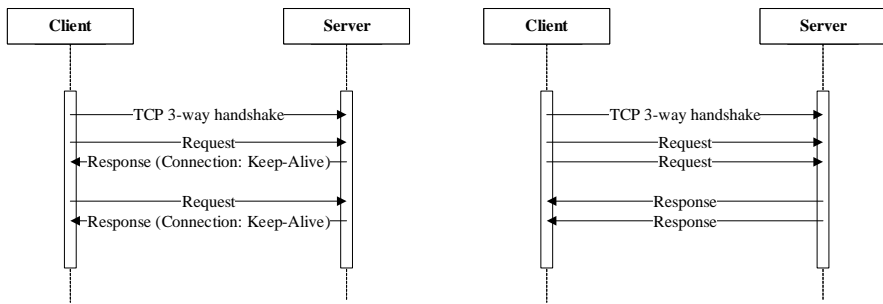 Client
Server
TCP 3-way handshake
Request
Response (Connection: Keep-Alive)
Request
Response (Connection: Keep-Alive)
Client
Server
TCP 3-way handshake
Request
Request
Response
Response